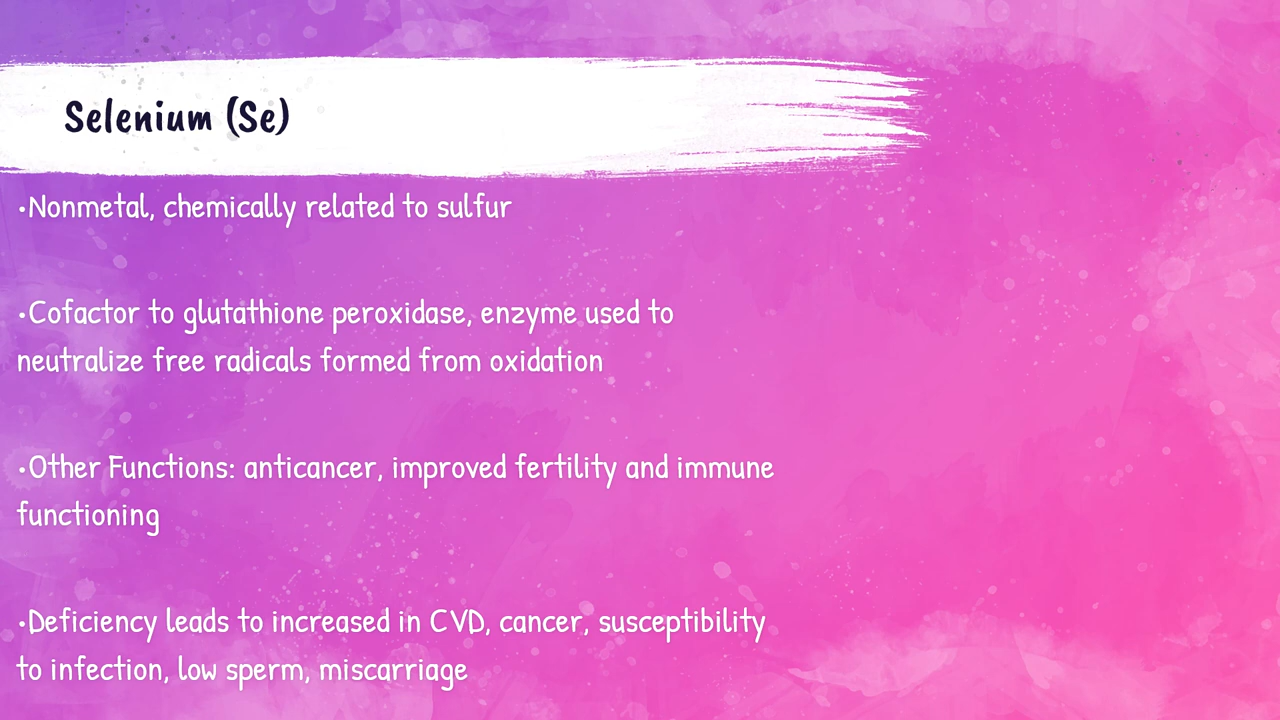 Selenium (Se)
•Nonmetal, chemically related to sulfur
•Cofactor to glutathione peroxidase, enzyme used to
neutralize free radicals formed from oxidation
•Other Functions: anticancer, improved fertility and immune
functioning
•Deficiency leads to increased in CVD, cancer, susceptibility
to infection, low sperm, miscarriage